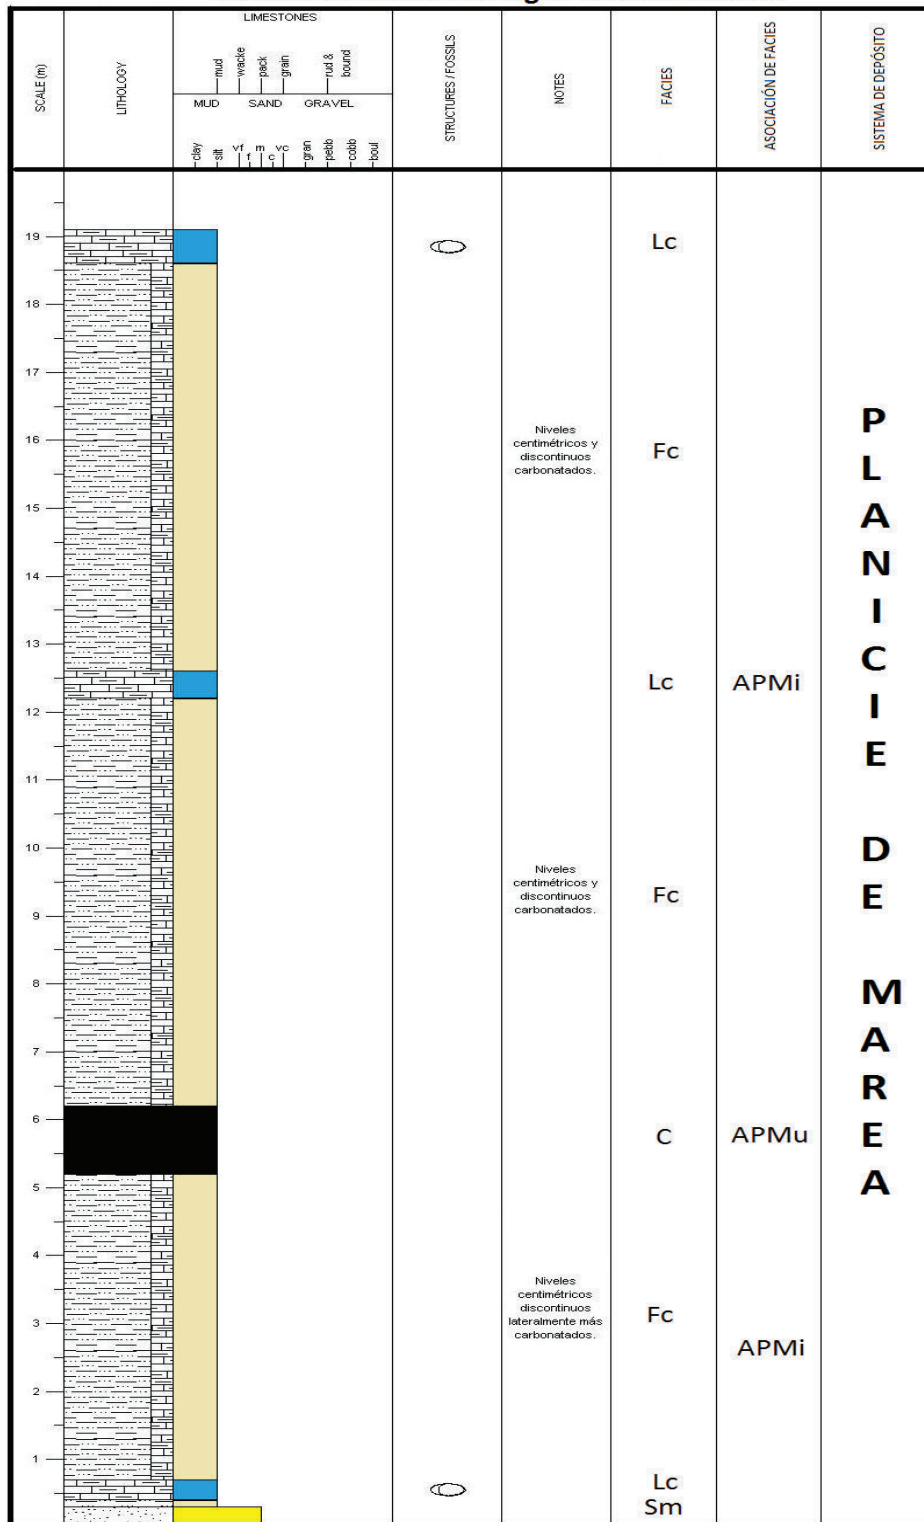 LIMESTONES
mud
wacke
pack
grain
rud &
bound
MUD SAND GRAVEL
clay
silt
vf
f
m
c
vc
gran
pebb
cobb
boul
SCALE (m)
LITHOLOGY
STRUCTURES / FOSSILS
NOTES
FACIES
ASOCIACIÓN DE FACIES
SISTEMA DE DEPÓSITO
19
Lc
18
17
16
Niveles
centimétricos y
discontinuos
carbonatados.
Fc
15
14
13
Lc
APMi
12
11
10
Niveles
centimétricos y
discontinuos
carbonatados.
Fc
9
8
7
6
C
APMu
5
4
Niveles
centimétricos
discontinuos
lateralmente más
carbonatados.
Fc
3
APMi
2
1
Lc
Sm
PLANICIE DE MAREA